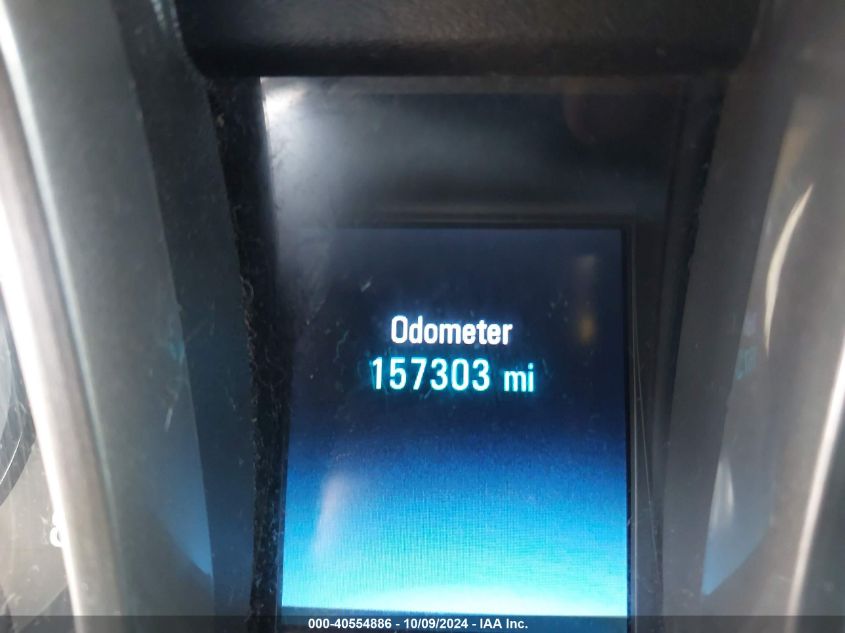 Odometer
157303 mi
000-40554886 - 10/09/2024 - IAA Inc.